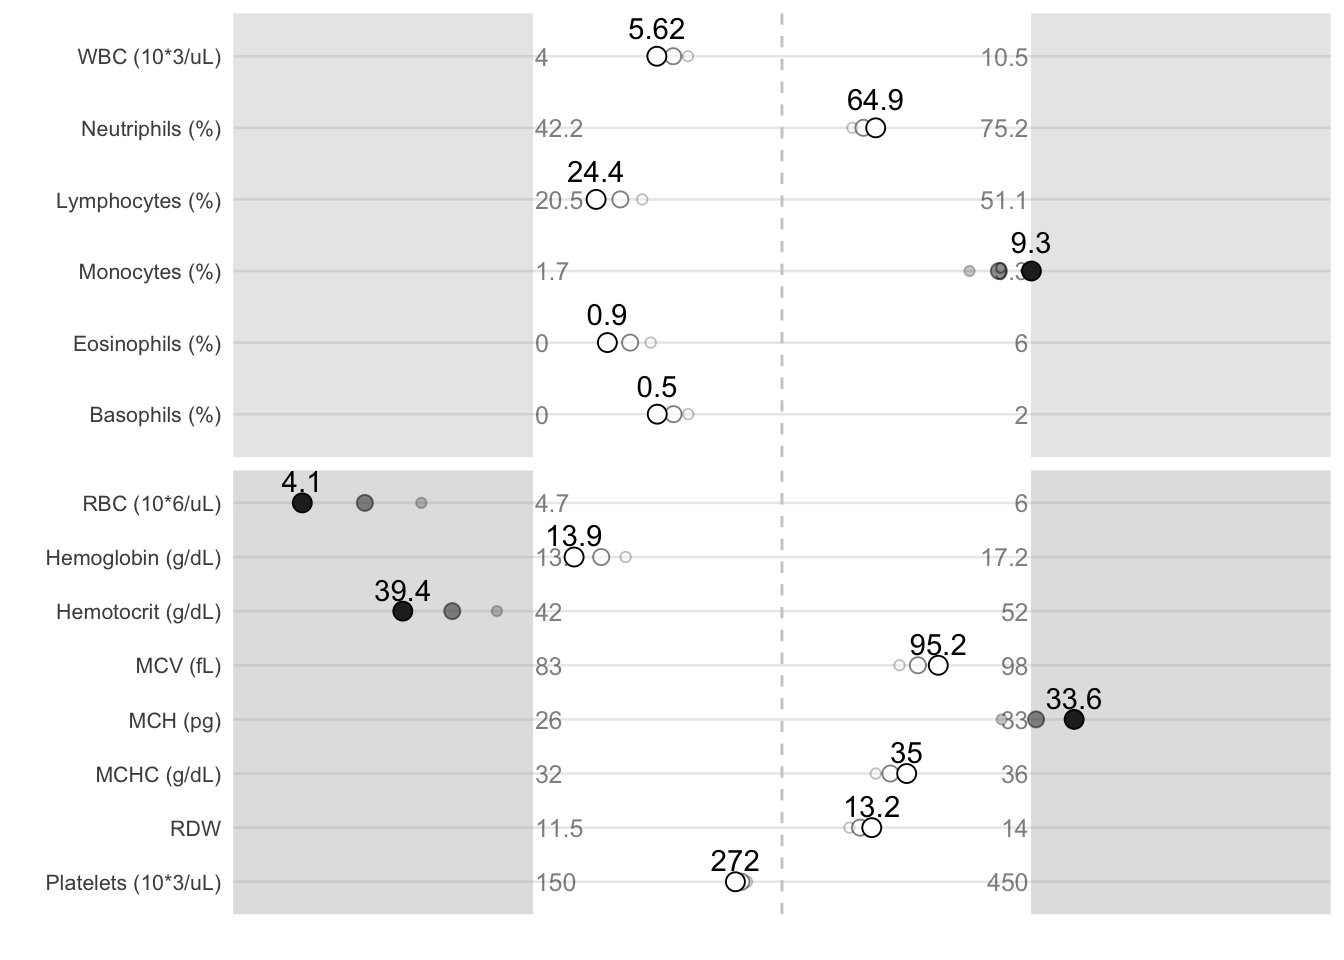 5.62
WBC (10*3/uL) 4 10.5
64.9
Neutriphils (%) 42.2 75.2
24.4
Lymphocytes (%) 20.5 51.1
9.3
Monocytes (%) 1.7
0.9
Eosinophils (%) 0 6
0.5
Basophils (%) 0 2
4.1
RBC (10*6/uL) 4.7 6
13.9
Hemoglobin (g/dL) 17.2
39.4
Hemotocrit (g/dL) 42 52
95.2
MCV (fL) 83 98
33.6
MCH (pg) 26 33
35
MCHC (g/dL) 32 36
13.2
RDW 11.5 14
272
Platelets (10*3/uL) 150 450